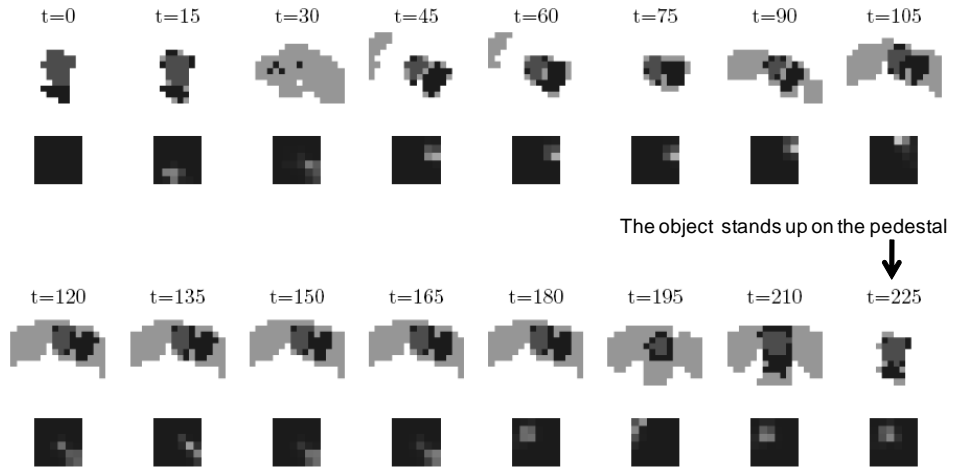 t=0 t=15 t=30 t=45 t=60 t=75 t=90 t=105
The object stands up on the pedestal
t=120 t=135 t=150 t=165 t=180 t=195 t=210 t=225